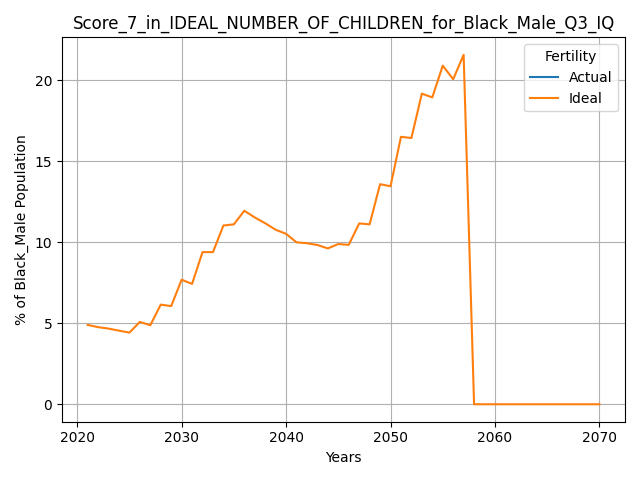 Score_7_in_IDEAL_NUMBER_OF_CHILDREN_for_Black_Male_Q3_IQ
Fertility
Actual
Ideal
% of Black_Male Population
20
15
10
5
0
2020 2030 2040 2050 2060 2070
Years